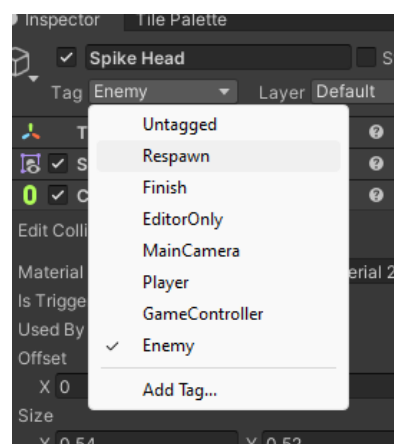 Inspector Tile Palette
Spike Head S
Tag Enemy Layer Default
Untagged
Respawn
Finish
EditorOnly
MainCamera
Player
GameController
Enemy
Add Tag...
T
S
C
Edit Colli
Material erial 2
Is Trigge
Used By
Offset
X 0
Size
X 0.54 Y 0.52